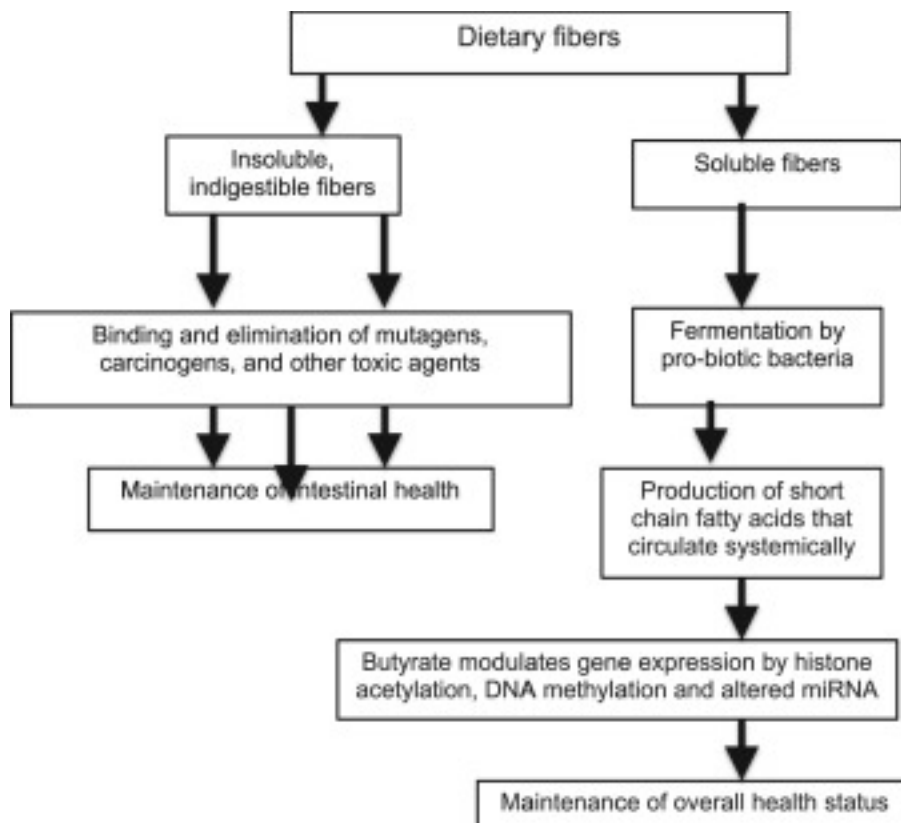 Dietary fibers
Insoluble,
indigestible fibers
Soluble fibers
Binding and elimination of mutagens,
carcinogens, and other toxic agents
Fermentation by
pro-biotic bacteria
Maintenance of intestinal health
Production of short
chain fatty acids that
circulate systemically
Butyrate modulates gene expression by histone
acetylation, DNA methylation and altered miRNA
Maintenance of overall health status